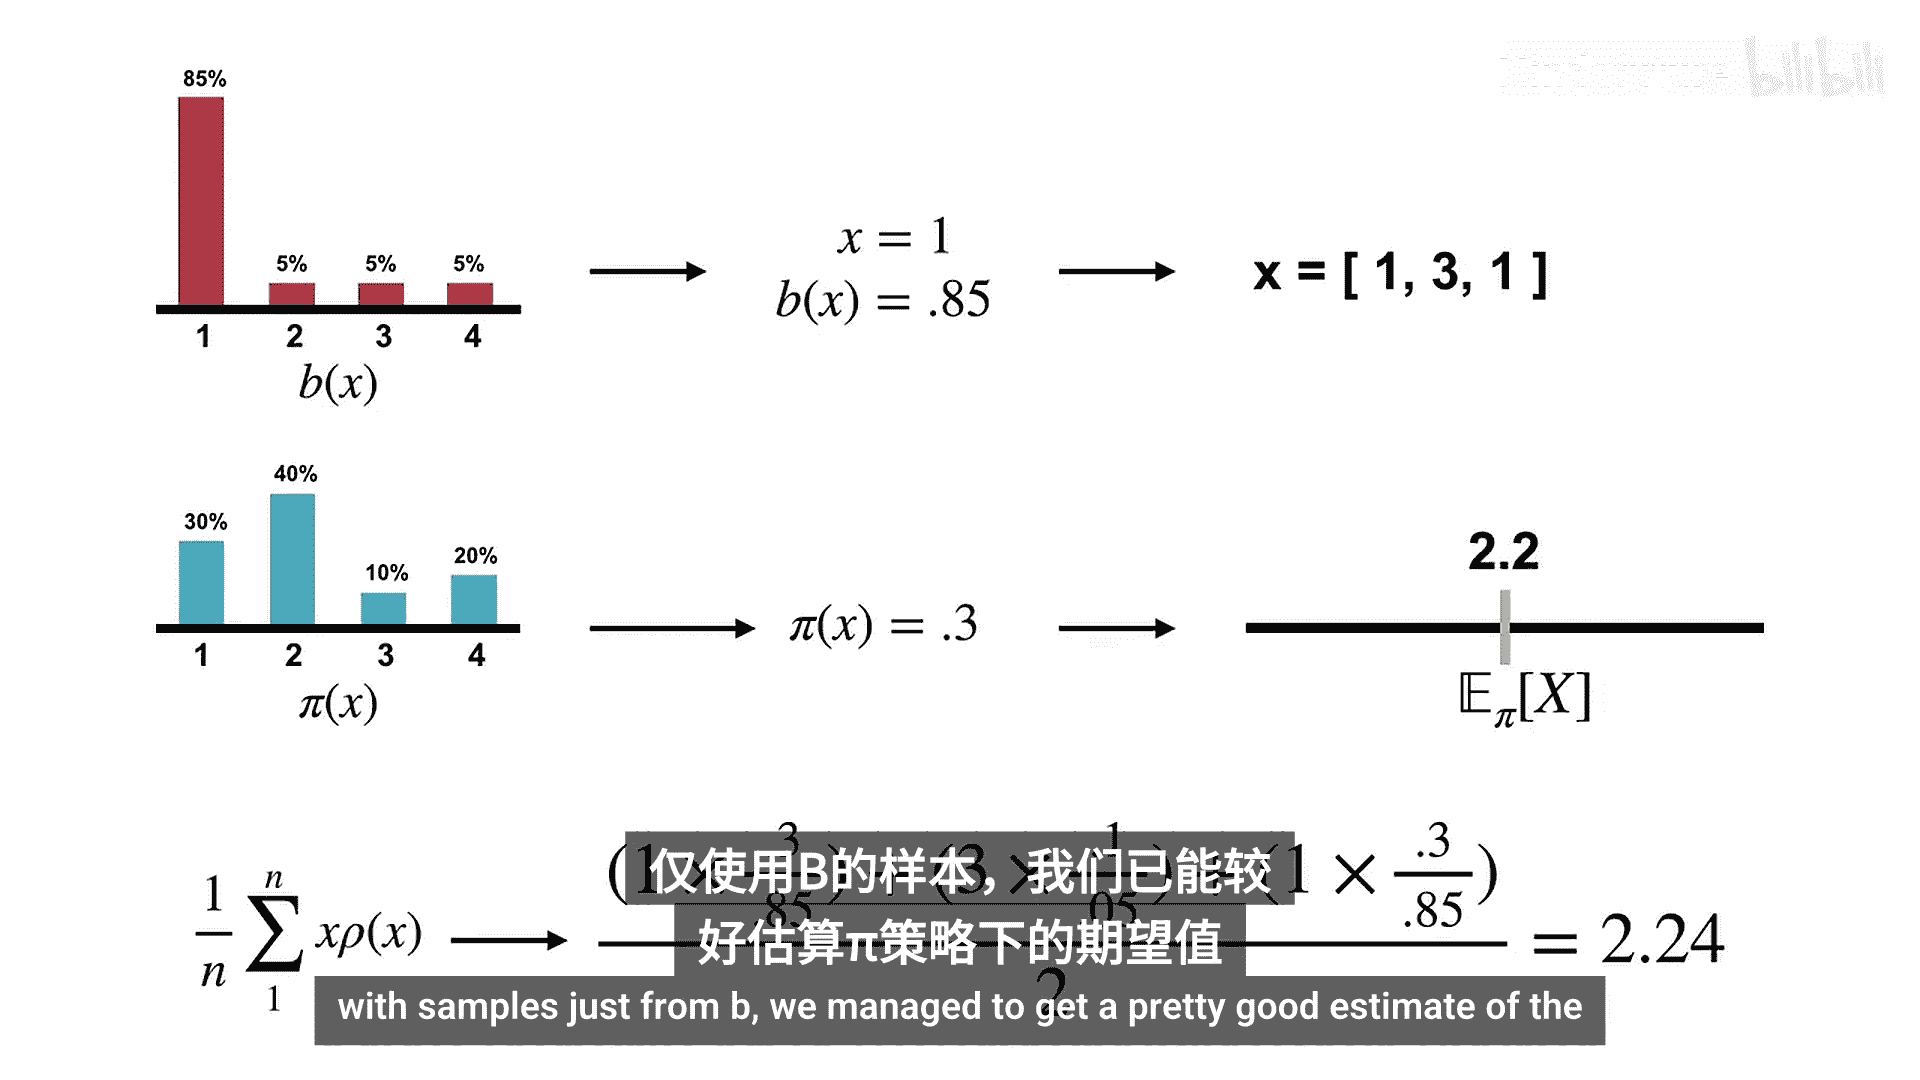 bilibili
85%
5% 5% 5%
1 2 3 4
b(x)
x = 1
b(x) = .85
x = [ 1, 3, 1 ]
40%
30%
20%
10%
1 2 3 4
π(x)
π(x) = .3
2.2
𝔼π[X]
1/n n∑1 xρ(x)
(1 × .3/.85) = 2.24
仅使用B的样本，我们已能较
好估算π策略下的期望值
with samples just from b, we managed to get a pretty good estimate of the